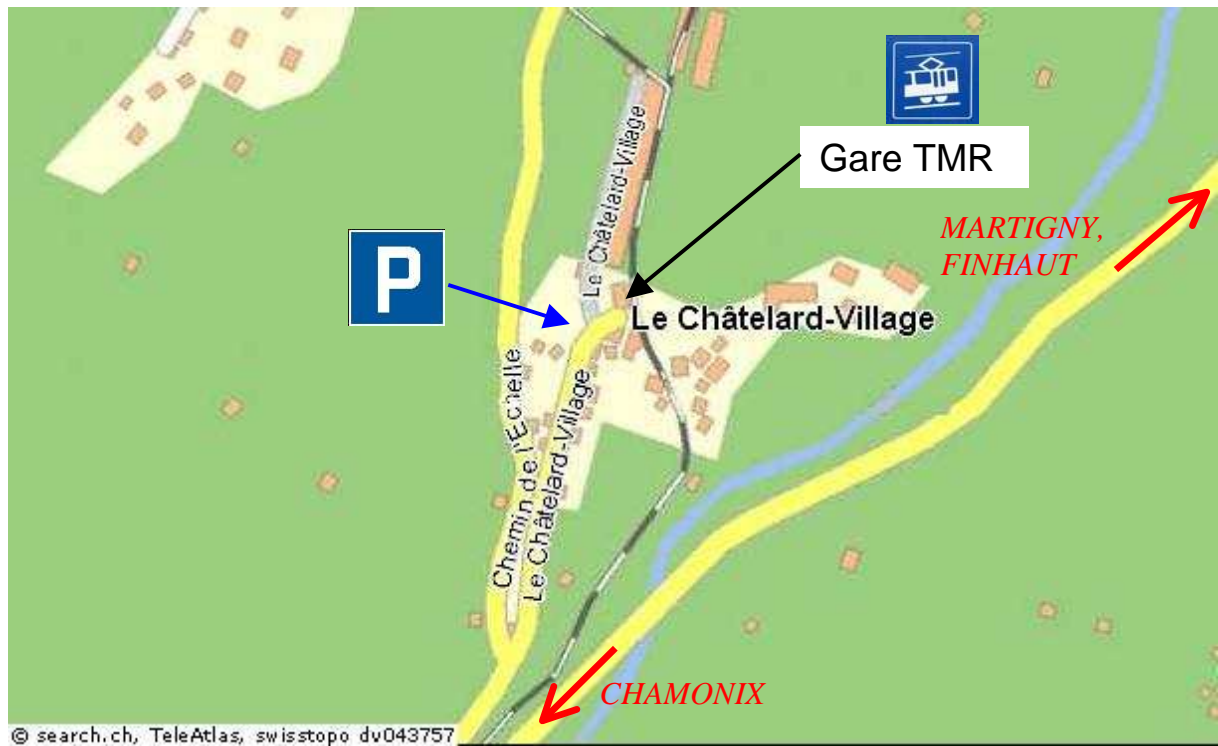 Le Châtelard-Village
Gare TMR
MARTIGNY,
FINHAUT
P
Le Châtelard-Village
Chemin de l'Echelle
Le Châtelard-Village
CHAMONIX
© search.ch, TeleAtlas, swisstopo dv043757